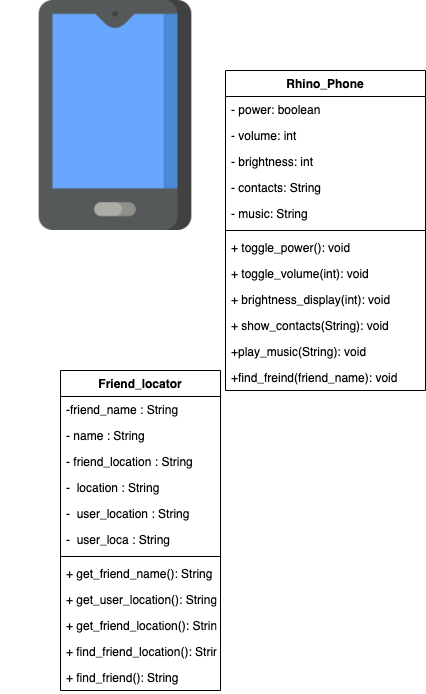 Rhino_Phone
- power: boolean
- volume: int
- brightness: int
- contacts: String
- music: String
+ toggle_power(): void
+ toggle_volume(int): void
+ brightness_display(int): void
+ show_contacts(String): void
+play_music(String): void
+find_freind(friend_name): void
Friend_locator
-friend_name : String
- name : String
- friend_location : String
-  location : String
-  user_location : String
-  user_loca : String
+ get_friend_name(): String
+ get_user_location(): String
+ get_friend_location(): Strin
+ find_friend_location(): Strir
+ find_friend(): String